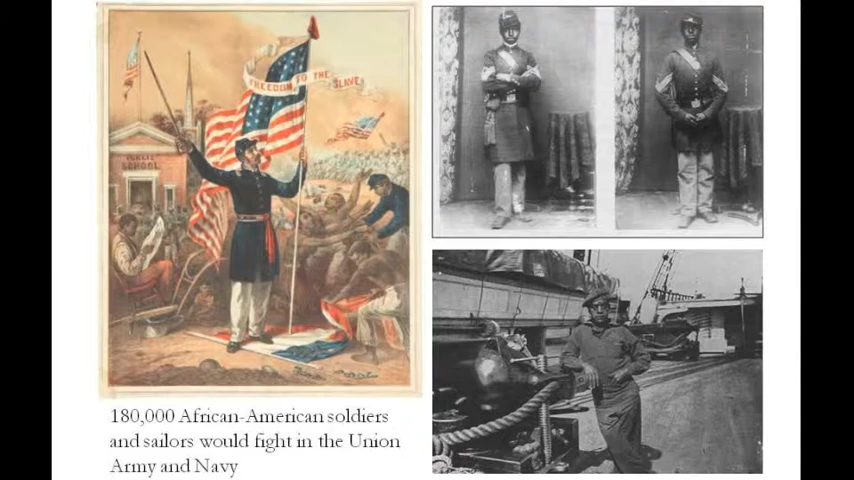 FREEDOM TO THE SLAVE
PUBLIC
SCHOOL
180,000 African-American soldiers
and sailors would fight in the Union
Army and Navy